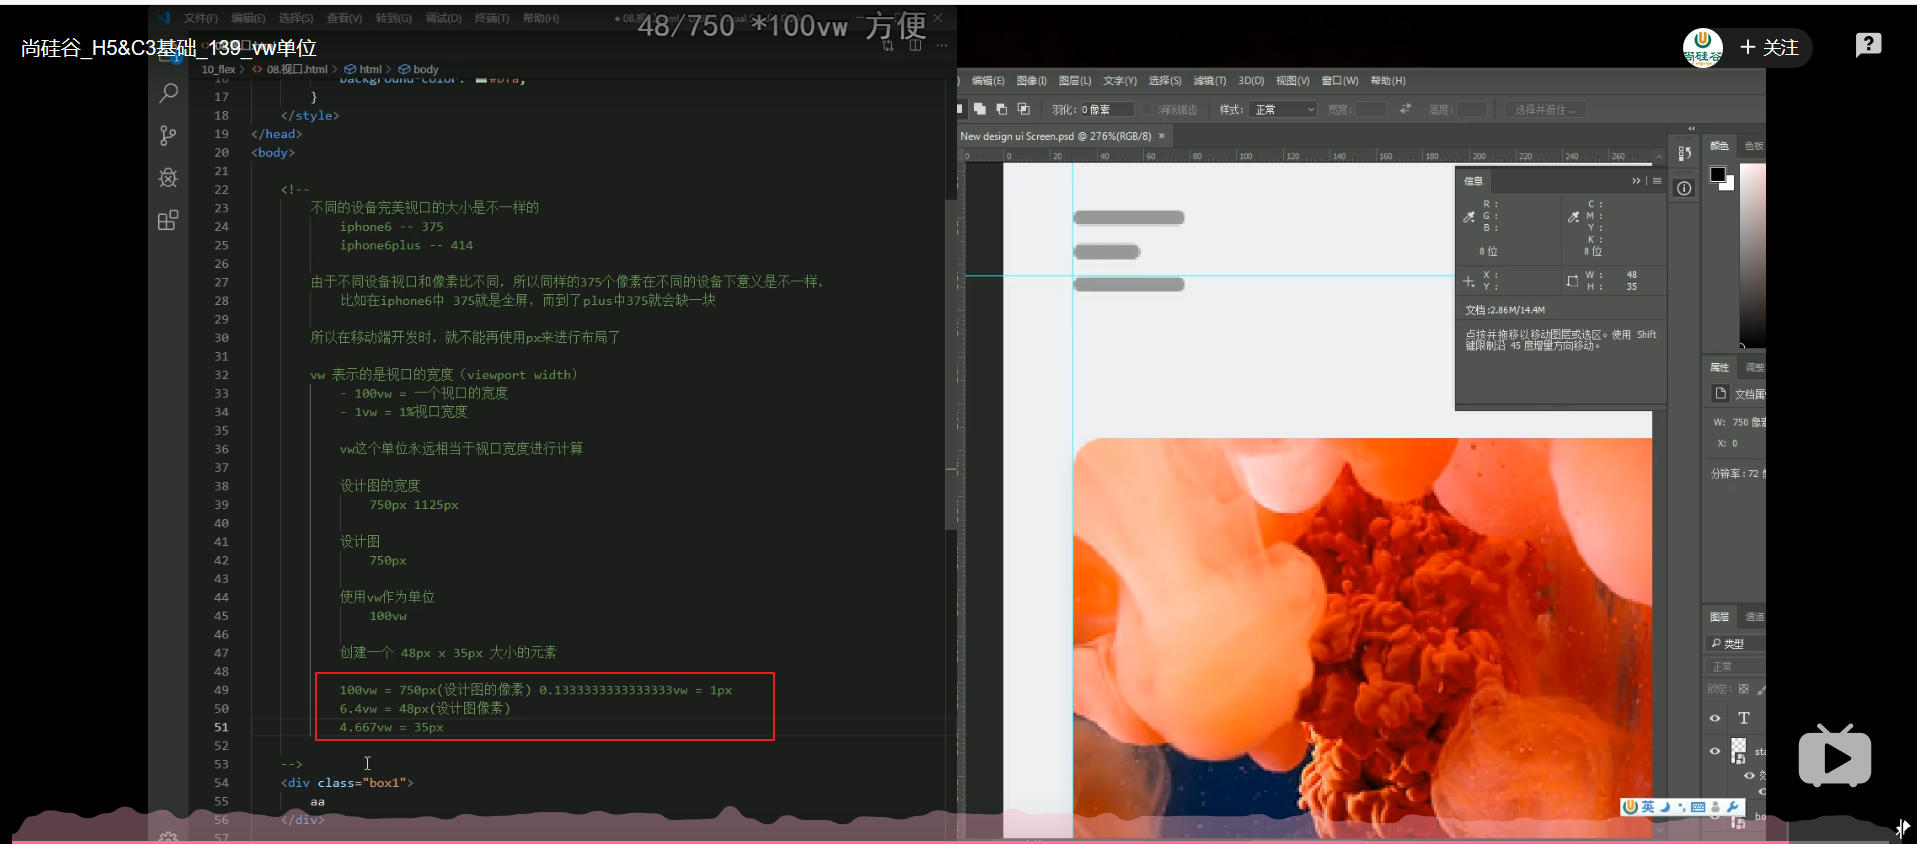 48/750 *100vw 方便
尚硅谷_H5&C3基础_139_vw单位
+ 关注
文件(F) 编辑(E) 选择(S) 查看(V) 转到(G) 调试(D) 终端(T) 帮助(H)
10_flex > <> 08.视口.html > html > body
17 }
18 </style>
19 </head>
20 <body>
21
22 <!--
23 不同的设备完美视口的大小是不一样的
24 iphone6 -- 375
25 iphone6plus -- 414
26
27 由于不同设备视口和像素比不同，所以同样的375个像素在不同的设备下意义是不一样，
28 比如在iphone6中 375就是全屏，而到了plus中375就会缺一块
29
30 所以在移动端开发时，就不能再使用px来进行布局了
31
32 vw 表示的是视口的宽度（viewport width）
33 - 100vw = 一个视口的宽度
34 - 1vw = 1%视口宽度
35
36 vw这个单位永远相当于视口宽度进行计算
37
38 设计图的宽度
39 750px 1125px
40
41 设计图
42 750px
43
44 使用vw作为单位
45 100vw
46
47 创建一个 48px x 35px 大小的元素
48
49 100vw = 750px(设计图的像素) 0.1333333333333333vw = 1px
50 6.4vw = 48px(设计图像素)
51 4.667vw = 35px
52
53 -->
54 <div class="box1">
55 aa
56 </div>
57
编辑(E) 图像(I) 图层(L) 文字(Y) 选择(S) 滤镜(T) 3D(D) 视图(V) 窗口(W) 帮助(H)
羽化: 0 像素 消除锯齿 样式: 正常 宽度: 高度: 选择并遮住...
New design ui Screen.psd @ 276%(RGB/8) ×
0 0 20 40 60 80 100 120 140 160 180 200 220 240 260
信息
R : C :
G : M :
B : Y :
K :
8 位 8 位
X : W : 48
Y : H : 35
文档:2.86M/14.4M
点按并拖移以移动图层或选区。使用 Shift
键限制沿 45 度增量方向移动。
颜色 色板
属性 调整
W: 750 像
X: 0
分辨率:72
图层 通道
类型
正常
锁定:
T
英